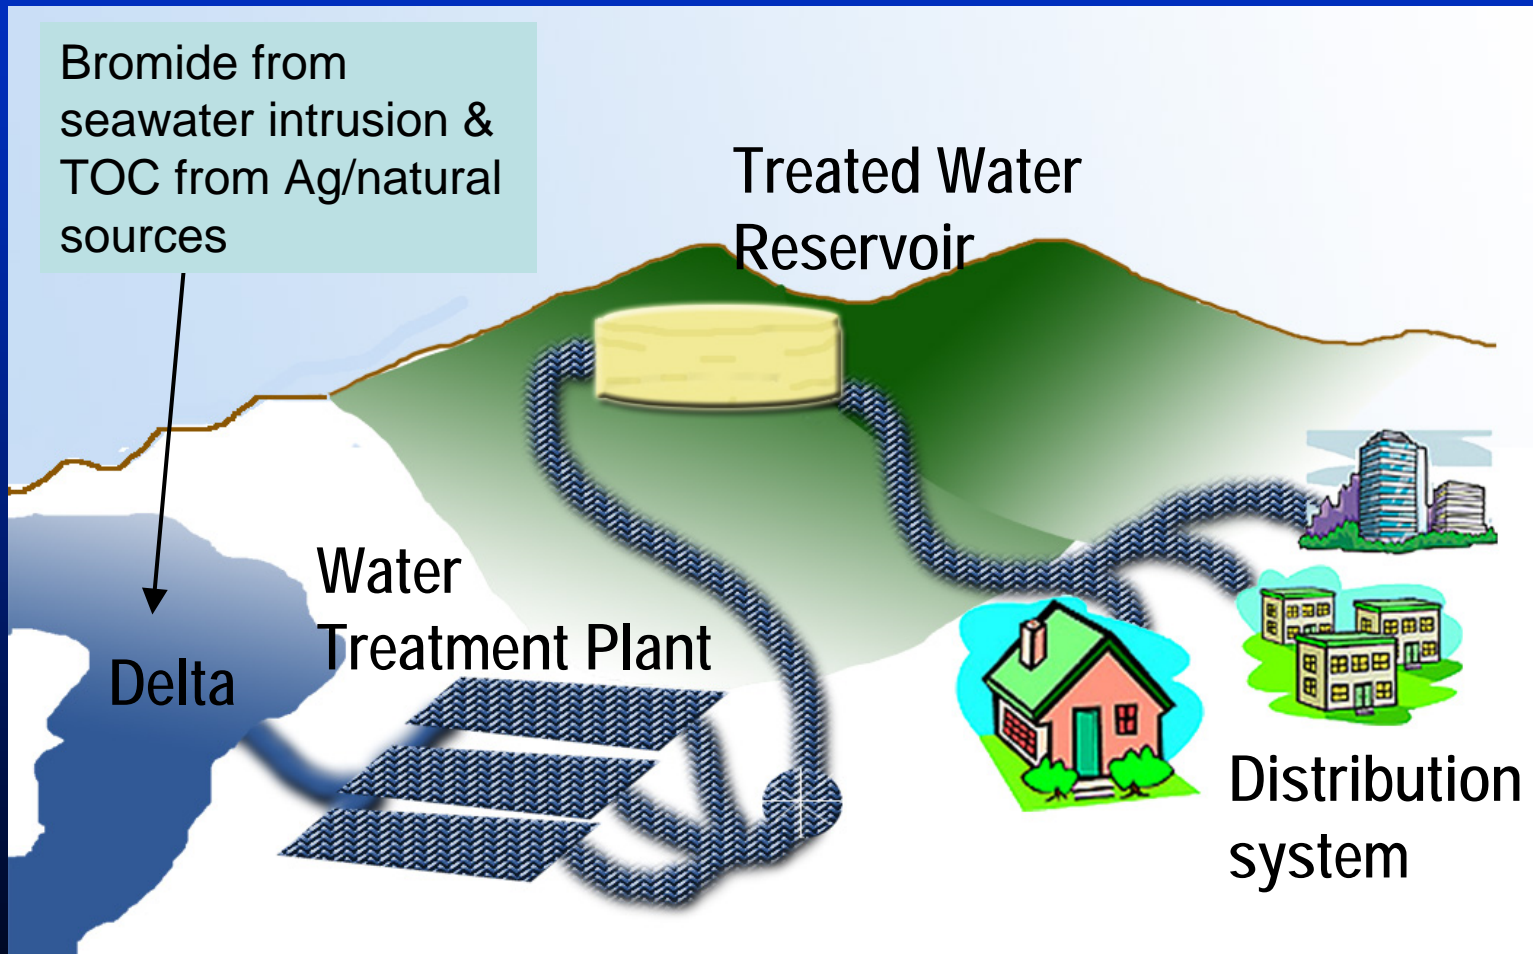 Bromide from
seawater intrusion &
TOC from Ag/natural
sources
Treated Water
Reservoir
Water
Treatment Plant
Delta
Distribution
system